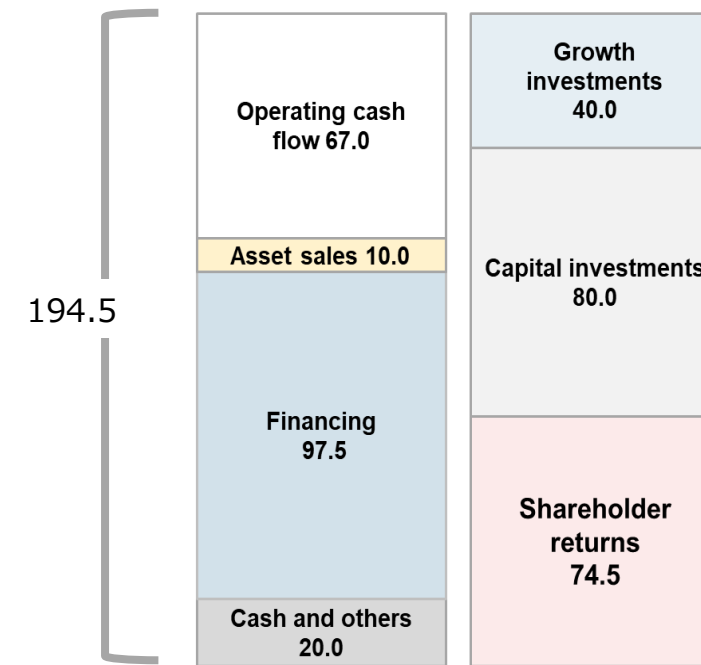 194.5
Operating cash
flow 67.0
Asset sales 10.0
Financing
97.5
Cash and others
20.0
Growth
investments
40.0
Capital investments
80.0
Shareholder
returns
74.5